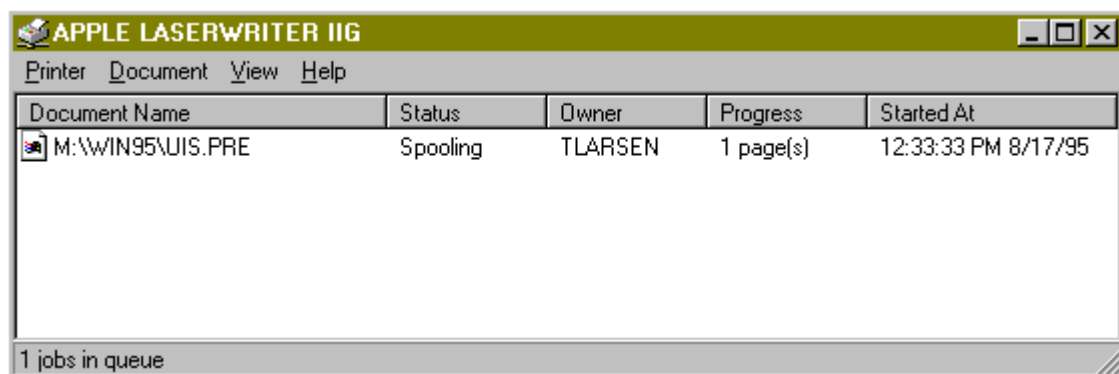 APPLE LASERWRITER IIG
Printer Document View Help
Document Name Status Owner Progress Started At
M:\WIN95\UIS.PRE Spooling TLARSEN 1 page(s) 12:33:33 PM 8/17/95
1 jobs in queue